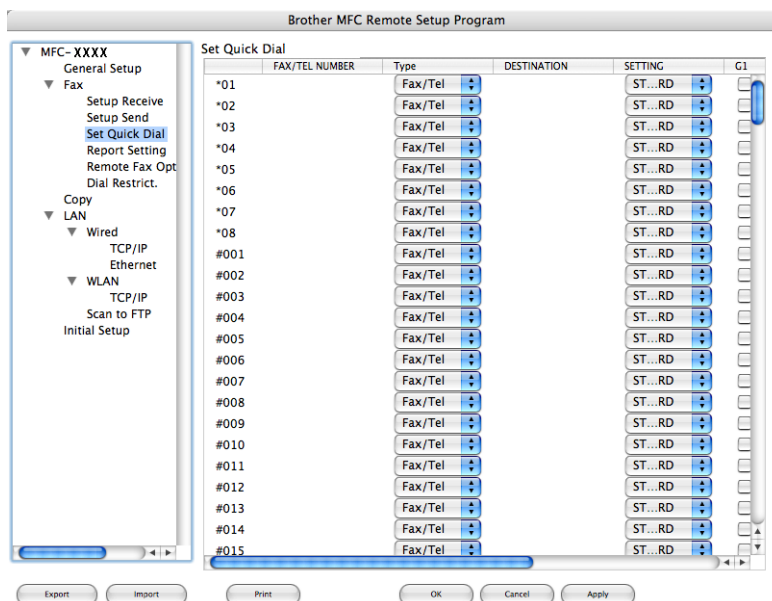 Brother MFC Remote Setup Program
MFC-XXXX
General Setup
Fax
Setup Receive
Setup Send
Set Quick Dial
Report Setting
Remote Fax Opt
Dial Restrict.
Copy
LAN
Wired
TCP/IP
Ethernet
WLAN
TCP/IP
Scan to FTP
Initial Setup
Set Quick Dial
FAX/TEL NUMBER Type DESTINATION SETTING G1
*01 Fax/Tel ST...RD
*02 Fax/Tel ST...RD
*03 Fax/Tel ST...RD
*04 Fax/Tel ST...RD
*05 Fax/Tel ST...RD
*06 Fax/Tel ST...RD
*07 Fax/Tel ST...RD
*08 Fax/Tel ST...RD
#001 Fax/Tel ST...RD
#002 Fax/Tel ST...RD
#003 Fax/Tel ST...RD
#004 Fax/Tel ST...RD
#005 Fax/Tel ST...RD
#006 Fax/Tel ST...RD
#007 Fax/Tel ST...RD
#008 Fax/Tel ST...RD
#009 Fax/Tel ST...RD
#010 Fax/Tel ST...RD
#011 Fax/Tel ST...RD
#012 Fax/Tel ST...RD
#013 Fax/Tel ST...RD
#014 Fax/Tel ST...RD
#015 Fax/Tel ST...RD
Export Import Print OK Cancel Apply